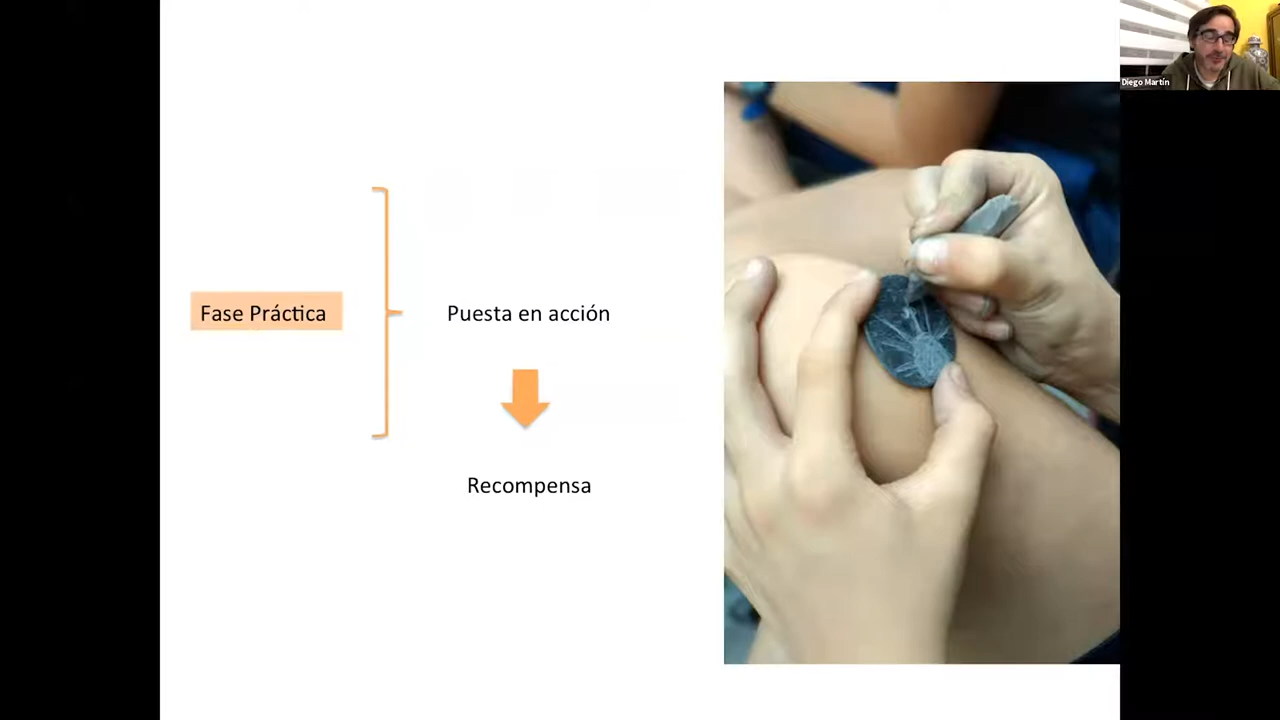 Diego Martín
Fase Práctica
Puesta en acción
Recompensa